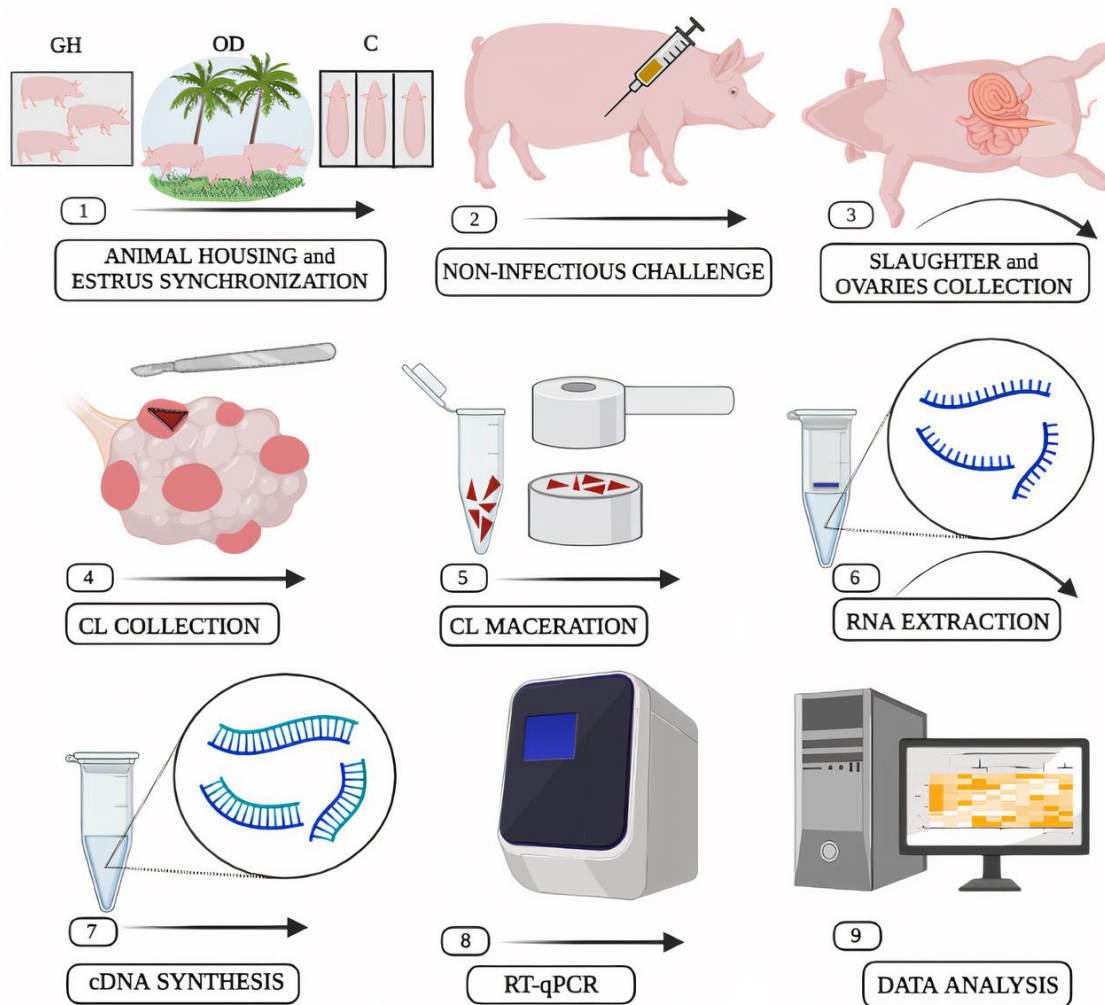 GH
OD
C
1
ANIMAL HOUSING and
ESTRUS SYNCHRONIZATION
2
NON-INFECTIOUS CHALLENGE
3
SLAUGHTER and
OVARIES COLLECTION
4
CL COLLECTION
5
CL MACERATION
6
RNA EXTRACTION
7
cDNA SYNTHESIS
8
RT-qPCR
9
DATA ANALYSIS